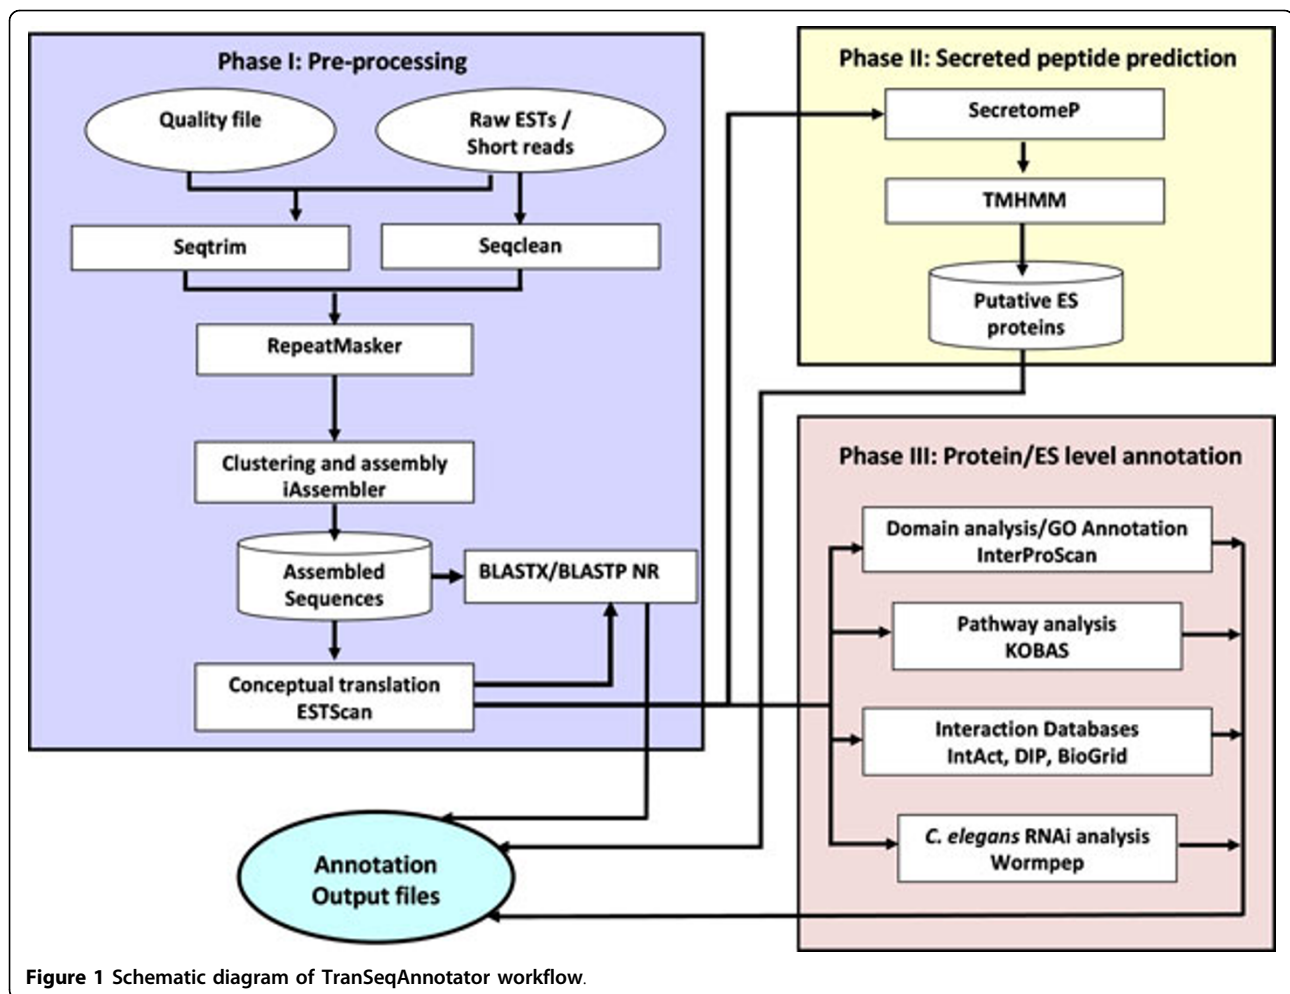 Phase I: Pre-processing
Quality file
Raw ESTs /
Short reads
Seqtrim
Seqclean
RepeatMasker
Clustering and assembly
iAssembler
Assembled
Sequences
BLASTX/BLASTP NR
Conceptual translation
ESTScan
Phase II: Secreted peptide prediction
SecretomeP
TMHMM
Putative ES
proteins
Phase III: Protein/ES level annotation
Domain analysis/GO Annotation
InterProScan
Pathway analysis
KOBAS
Interaction Databases
IntAct, DIP, BioGrid
C. elegans RNAi analysis
Wormpep
Annotation
Output files
Figure 1 Schematic diagram of TranSeqAnnotator workflow.